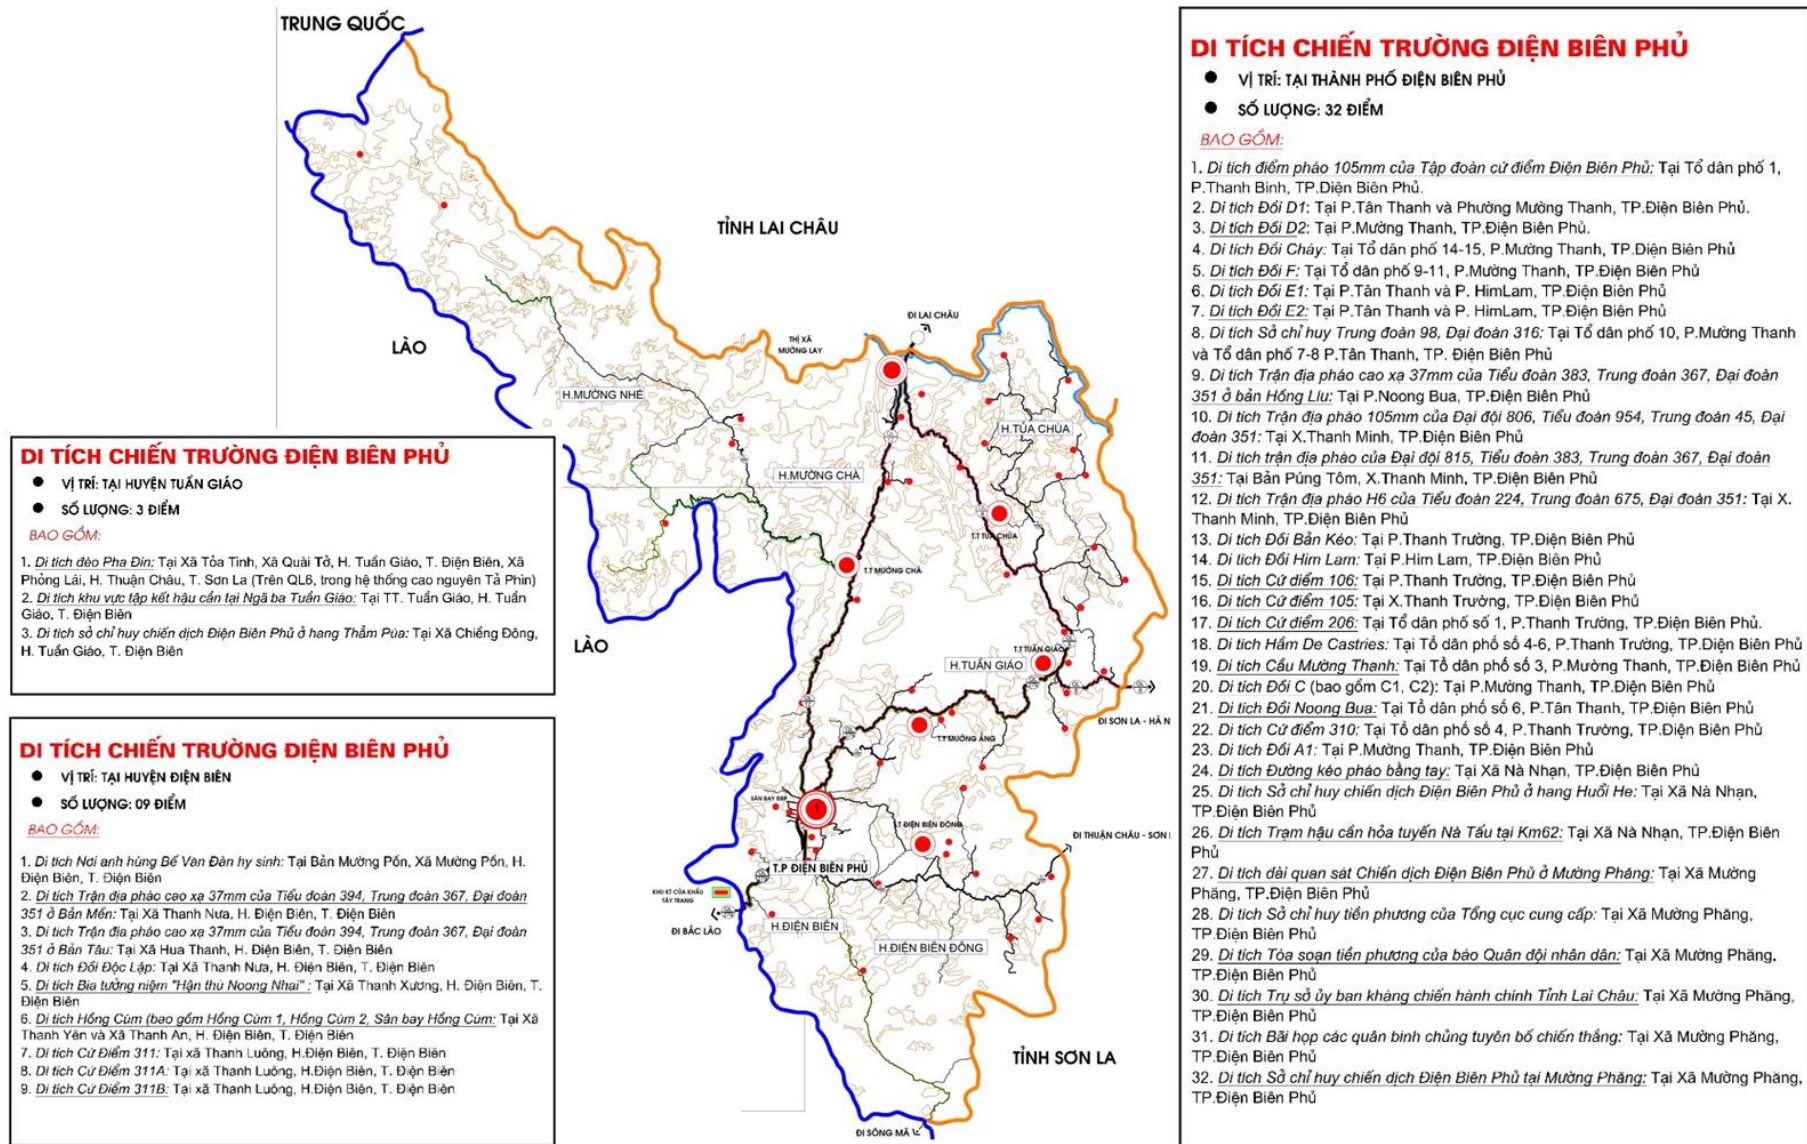 TRUNG QUỐC
TỈNH LAI CHÂU
ĐI LAI CHÂU
THỊ XÃ
MƯỜNG LAY
LÀO
H.MƯỜNG NHÉ
H.TỦA CHÙA
H.MƯỜNG CHÀ
T.T TỦA CHÙA
T.T MƯỜNG CHÀ
LÀO
T.T TUẦN GIÁO
H.TUẦN GIÁO
ĐI SƠN LA - HÀ N
T.T MƯỜNG ẢNG
SÂN BAY ĐBP
1
T.T ĐIỆN BIÊN ĐÔNG
ĐI THUẬN CHÂU - SƠN
T.P ĐIỆN BIÊN PHỦ
KHU KT CỬA KHẨU
TÂY TRANG
ĐI BẮC LÀO
H.ĐIỆN BIÊN
H.ĐIỆN BIÊN ĐÔNG
TỈNH SƠN LA
ĐI SÔNG MÃ
DI TÍCH CHIẾN TRƯỜNG ĐIỆN BIÊN PHỦ
● VỊ TRÍ: TẠI HUYỆN TUẦN GIÁO
● SỐ LƯỢNG: 3 ĐIỂM
BAO GỒM:
1. Di tích đèo Pha Đin: Tại Xã Tỏa Tình, Xã Quài Tở, H. Tuần Giáo, T. Điện Biên, Xã
Phỏng Lái, H. Thuận Châu, T. Sơn La (Trên QL6, trong hệ thống cao nguyên Tả Phìn)
2. Di tích khu vực tập kết hậu cần tại Ngã ba Tuần Giáo: Tại TT. Tuần Giáo, H. Tuần
Giáo, T. Điện Biên
3. Di tích sở chỉ huy chiến dịch Điện Biên Phủ ở hang Thẳm Púa: Tại Xã Chiềng Đông,
H. Tuần Giáo, T. Điện Biên
DI TÍCH CHIẾN TRƯỜNG ĐIỆN BIÊN PHỦ
● VỊ TRÍ: TẠI HUYỆN ĐIỆN BIÊN
● SỐ LƯỢNG: 09 ĐIỂM
BAO GỒM:
1. Di tích Nơi anh hùng Bế Văn Đàn hy sinh: Tại Bản Mường Pồn, Xã Mường Pồn, H.
Điện Biên, T. Điện Biên
2. Di tích Trận địa pháo cao xạ 37mm của Tiểu đoàn 394, Trung đoàn 367, Đại đoàn
351 ở Bản Mển: Tại Xã Thanh Nưa, H. Điện Biên, T. Điện Biên
3. Di tích Trận địa pháo cao xạ 37mm của Tiểu đoàn 394, Trung đoàn 367, Đại đoàn
351 ở Bản Tâu: Tại Xã Hua Thanh, H. Điện Biên, T. Điện Biên
4. Di tích Đồi Độc Lập: Tại Xã Thanh Nưa, H. Điện Biên, T. Điện Biên
5. Di tích Bia tưởng niệm "Hận thù Noong Nhai" : Tại Xã Thanh Xương, H. Điện Biên, T.
Điện Biên
6. Di tích Hồng Cúm (bao gồm Hồng Cúm 1, Hồng Cúm 2, Sân bay Hồng Cúm: Tại Xã
Thanh Yên và Xã Thanh An, H. Điện Biên, T. Điện Biên
7. Di tích Cứ Điểm 311: Tại xã Thanh Luông, H.Điện Biên, T. Điện Biên
8. Di tích Cứ Điểm 311A: Tại xã Thanh Luông, H.Điện Biên, T. Điện Biên
9. Di tích Cứ Điểm 311B: Tại xã Thanh Luông, H.Điện Biên, T. Điện Biên
DI TÍCH CHIẾN TRƯỜNG ĐIỆN BIÊN PHỦ
● VỊ TRÍ: TẠI THÀNH PHỐ ĐIỆN BIÊN PHỦ
● SỐ LƯỢNG: 32 ĐIỂM
BAO GỒM:
1. Di tích điểm pháo 105mm của Tập đoàn cứ điểm Điện Biên Phủ: Tại Tổ dân phố 1,
P.Thanh Bình, TP.Điện Biên Phủ.
2. Di tích Đồi D1: Tại P.Tân Thanh và Phường Mường Thanh, TP.Điện Biên Phủ.
3. Di tích Đồi D2: Tại P.Mường Thanh, TP.Điện Biên Phủ.
4. Di tích Đồi Cháy: Tại Tổ dân phố 14-15, P.Mường Thanh, TP.Điện Biên Phủ
5. Di tích Đồi F: Tại Tổ dân phố 9-11, P.Mường Thanh, TP.Điện Biên Phủ
6. Di tích Đồi E1: Tại P.Tân Thanh và P. HimLam, TP.Điện Biên Phủ
7. Di tích Đồi E2: Tại P.Tân Thanh và P. HimLam, TP.Điện Biên Phủ
8. Di tích Sở chỉ huy Trung đoàn 98, Đại đoàn 316: Tại Tổ dân phố 10, P.Mường Thanh
và Tổ dân phố 7-8 P.Tân Thanh, TP. Điện Biên Phủ
9. Di tích Trận địa pháo cao xạ 37mm của Tiểu đoàn 383, Trung đoàn 367, Đại đoàn
351 ở bản Hồng Líu: Tại P.Noong Bua, TP.Điện Biên Phủ
10. Di tích Trận địa pháo 105mm của Đại đội 806, Tiểu đoàn 954, Trung đoàn 45, Đại
đoàn 351: Tại X.Thanh Minh, TP.Điện Biên Phủ
11. Di tích trận địa pháo của Đại đội 815, Tiểu đoàn 383, Trung đoàn 367, Đại đoàn
351: Tại Bản Púng Tôm, X.Thanh Minh, TP.Điện Biên Phủ
12. Di tích Trận địa pháo H6 của Tiểu đoàn 224, Trung đoàn 675, Đại đoàn 351: Tại X.
Thanh Minh, TP.Điện Biên Phủ
13. Di tích Đồi Bản Kéo: Tại P.Thanh Trường, TP.Điện Biên Phủ
14. Di tích Đồi Him Lam: Tại P.Him Lam, TP.Điện Biên Phủ
15. Di tích Cứ điểm 106: Tại P.Thanh Trường, TP.Điện Biên Phủ
16. Di tích Cứ điểm 105: Tại X.Thanh Trường, TP.Điện Biên Phủ
17. Di tích Cứ điểm 206: Tại Tổ dân phố số 1, P.Thanh Trường, TP.Điện Biên Phủ.
18. Di tích Hầm De Castries: Tại Tổ dân phố số 4-6, P.Thanh Trường, TP.Điện Biên Phủ
19. Di tích Cầu Mường Thanh: Tại Tổ dân phố số 3, P.Mường Thanh, TP.Điện Biên Phủ
20. Di tích Đồi C (bao gồm C1, C2): Tại P.Mường Thanh, TP.Điện Biên Phủ
21. Di tích Đồi Noong Bua: Tại Tổ dân phố số 6, P.Tân Thanh, TP.Điện Biên Phủ
22. Di tích Cứ điểm 310: Tại Tổ dân phố số 4, P.Thanh Trường, TP.Điện Biên Phủ
23. Di tích Đồi A1: Tại P.Mường Thanh, TP.Điện Biên Phủ
24. Di tích Đường kéo pháo bằng tay: Tại Xã Nà Nhạn, TP.Điện Biên Phủ
25. Di tích Sở chỉ huy chiến dịch Điện Biên Phủ ở hang Huổi He: Tại Xã Nà Nhạn,
TP.Điện Biên Phủ
26. Di tích Trạm hậu cần hỏa tuyến Nà Tấu tại Km62: Tại Xã Nà Nhạn, TP.Điện Biên
Phủ
27. Di tích đài quan sát Chiến dịch Điện Biên Phủ ở Mường Phăng: Tại Xã Mường
Phăng, TP.Điện Biên Phủ
28. Di tích Sở chỉ huy tiền phương của Tổng cục cung cấp: Tại Xã Mường Phăng,
TP.Điện Biên Phủ
29. Di tích Tòa soạn tiền phương của báo Quân đội nhân dân: Tại Xã Mường Phăng,
TP.Điện Biên Phủ
30. Di tích Trụ sở ủy ban kháng chiến hành chính Tỉnh Lai Châu: Tại Xã Mường Phăng,
TP.Điện Biên Phủ
31. Di tích Bãi họp các quân binh chủng tuyên bố chiến thắng: Tại Xã Mường Phăng,
TP.Điện Biên Phủ
32. Di tích Sở chỉ huy chiến dịch Điện Biên Phủ tại Mường Phăng: Tại Xã Mường Phăng,
TP.Điện Biên Phủ